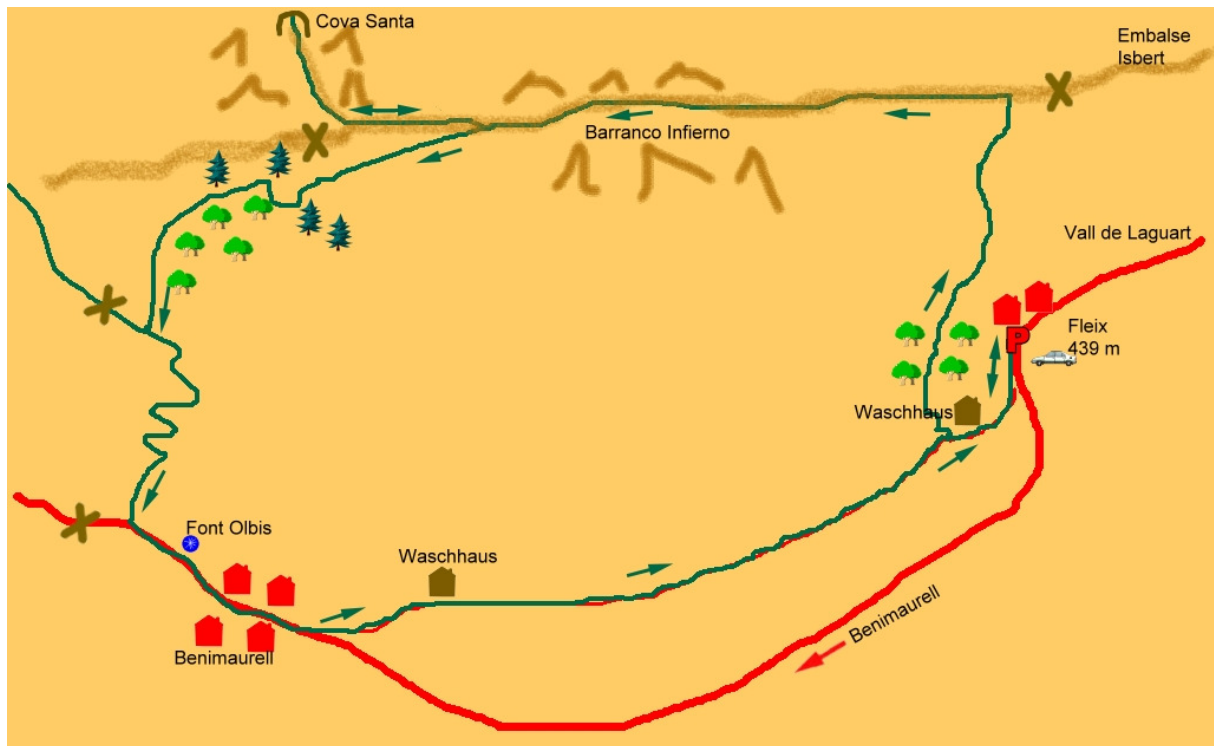 Cova Santa
Embalse
Isbert
Barranco Infierno
Vall de Laguart
P
Fleix
439 m
Waschhaus
Font Olbis
Waschhaus
Benimaurell
Benimaurell